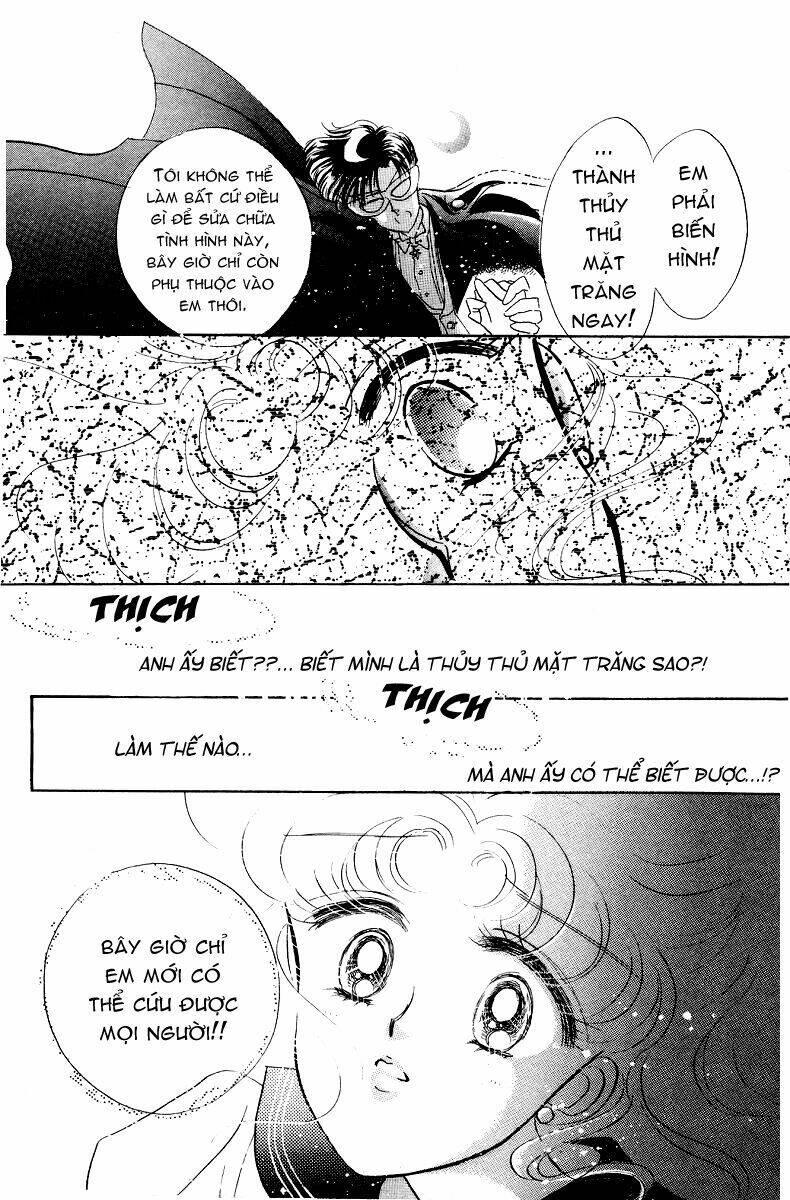 EM
PHẢI
BIẾN
HÌNH!
...
THÀNH
THỦY
THỦ
MẶT
TRĂNG
NGAY!
TÔI KHÔNG THỂ
LÀM BẤT CỨ ĐIỀU
GÌ ĐỂ SỬA CHỮA
TÌNH HÌNH NÀY,
BÂY GIỜ CHỈ CÒN
PHỤ THUỘC VÀO
EM THÔI.
THỊCH
ANH ẤY BIẾT??... BIẾT MÌNH LÀ THỦY THỦ MẶT TRĂNG SAO?!
THỊCH
LÀM THẾ NÀO...
MÀ ANH ẤY CÓ THỂ BIẾT ĐƯỢC...!?
BÂY GIỜ CHỈ
EM MỚI CÓ
THỂ CỨU ĐƯỢC
MỌI NGƯỜI!!